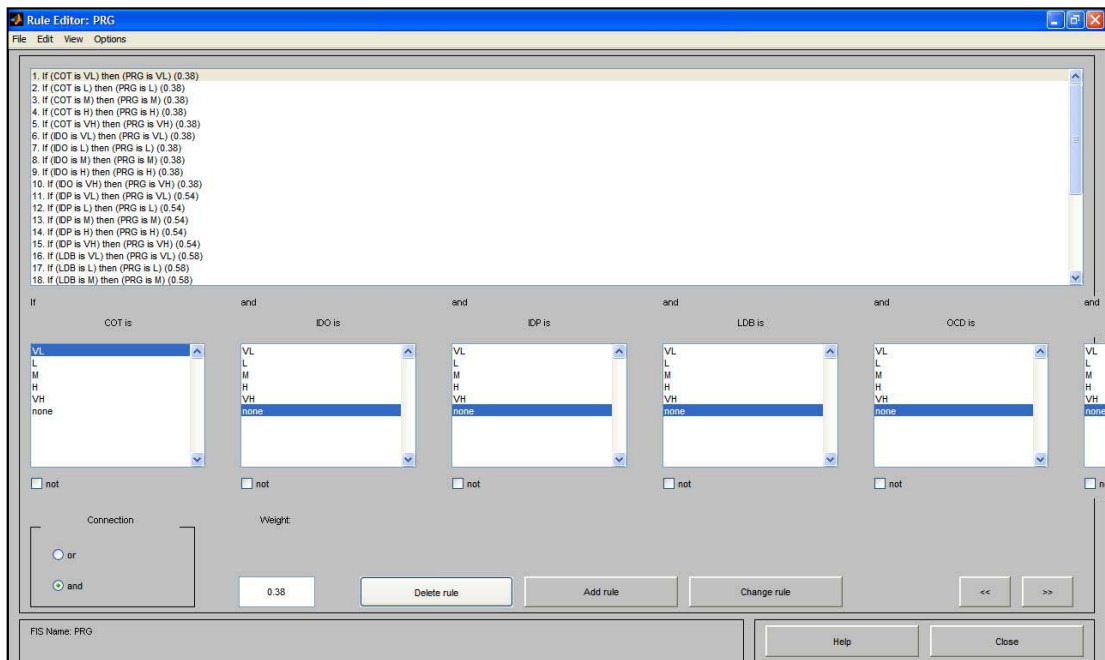 Rule Editor: PRG
File Edit View Options
1. If (COT is VL) then (PRG is VL) (0.38)
2. If (COT is L) then (PRG is L) (0.38)
3. If (COT is M) then (PRG is M) (0.38)
4. If (COT is H) then (PRG is H) (0.38)
5. If (COT is VH) then (PRG is VH) (0.38)
6. If (IDO is VL) then (PRG is VL) (0.38)
7. If (IDO is L) then (PRG is L) (0.38)
8. If (IDO is M) then (PRG is M) (0.38)
9. If (IDO is H) then (PRG is H) (0.38)
10. If (IDO is VH) then (PRG is VH) (0.38)
11. If (IDP is VL) then (PRG is VL) (0.54)
12. If (IDP is L) then (PRG is L) (0.54)
13. If (IDP is M) then (PRG is M) (0.54)
14. If (IDP is H) then (PRG is H) (0.54)
15. If (IDP is VH) then (PRG is VH) (0.54)
16. If (LDB is VL) then (PRG is VL) (0.58)
17. If (LDB is L) then (PRG is L) (0.58)
18. If (LDB is M) then (PRG is M) (0.58)
If and and and and and
COT is IDO is IDP is LDB is OCD is
VL VL VL VL VL VL
L L L L L L
M M M M M M
H H H H H H
VH VH VH VH VH VH
none none none none none none
not not not not not n
Connection Weight:
or
and 0.38 Delete rule Add rule Change rule << >>
FIS Name: PRG Help Close